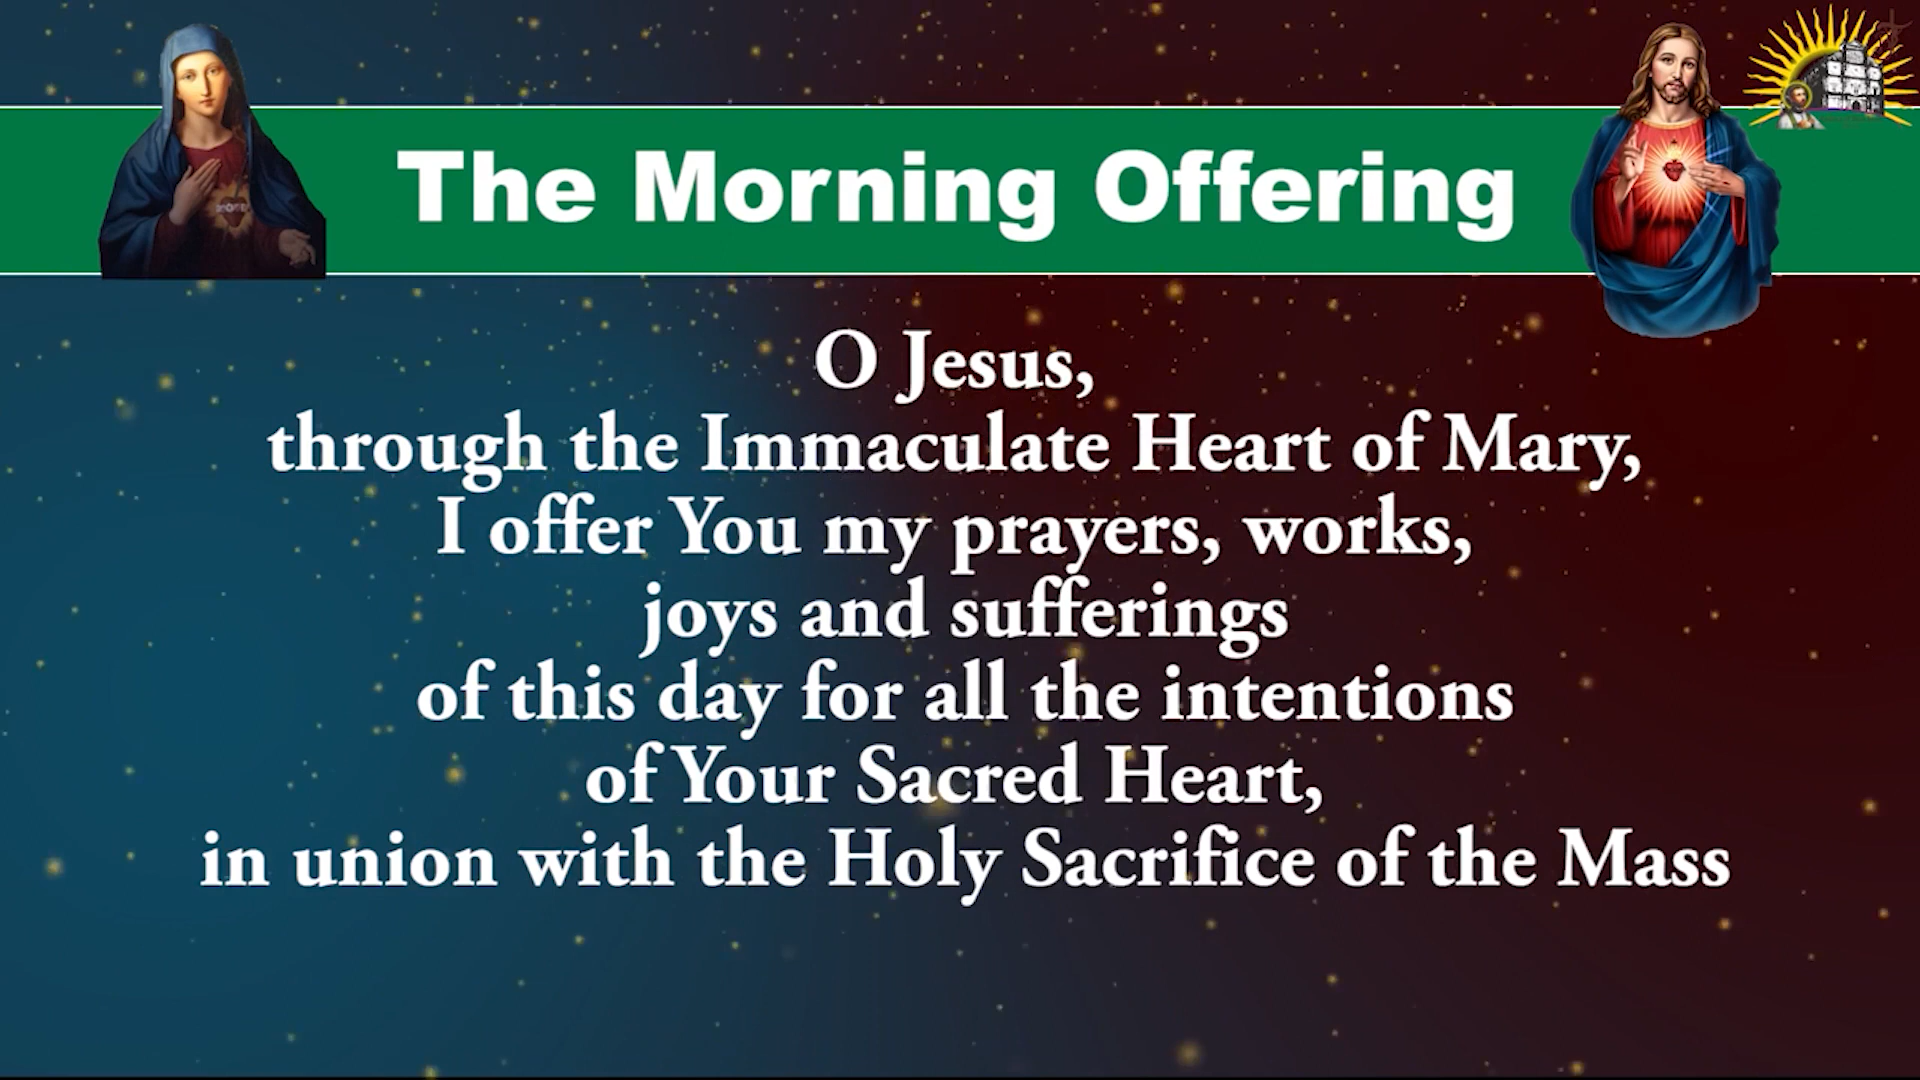 The Morning Offering
O Jesus,
through the Immaculate Heart of Mary,
I offer You my prayers, works,
joys and sufferings
of this day for all the intentions
of Your Sacred Heart,
in union with the Holy Sacrifice of the Mass